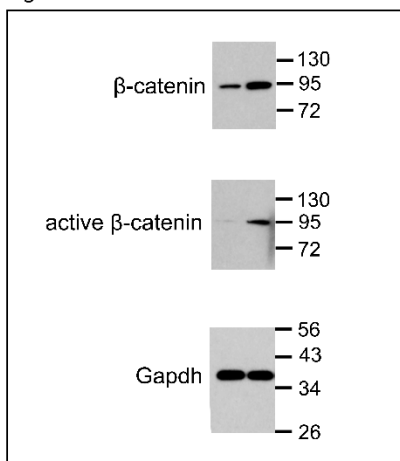 130
β-catenin 95
72
130
active β-catenin 95
72
56
43
Gapdh
34
26